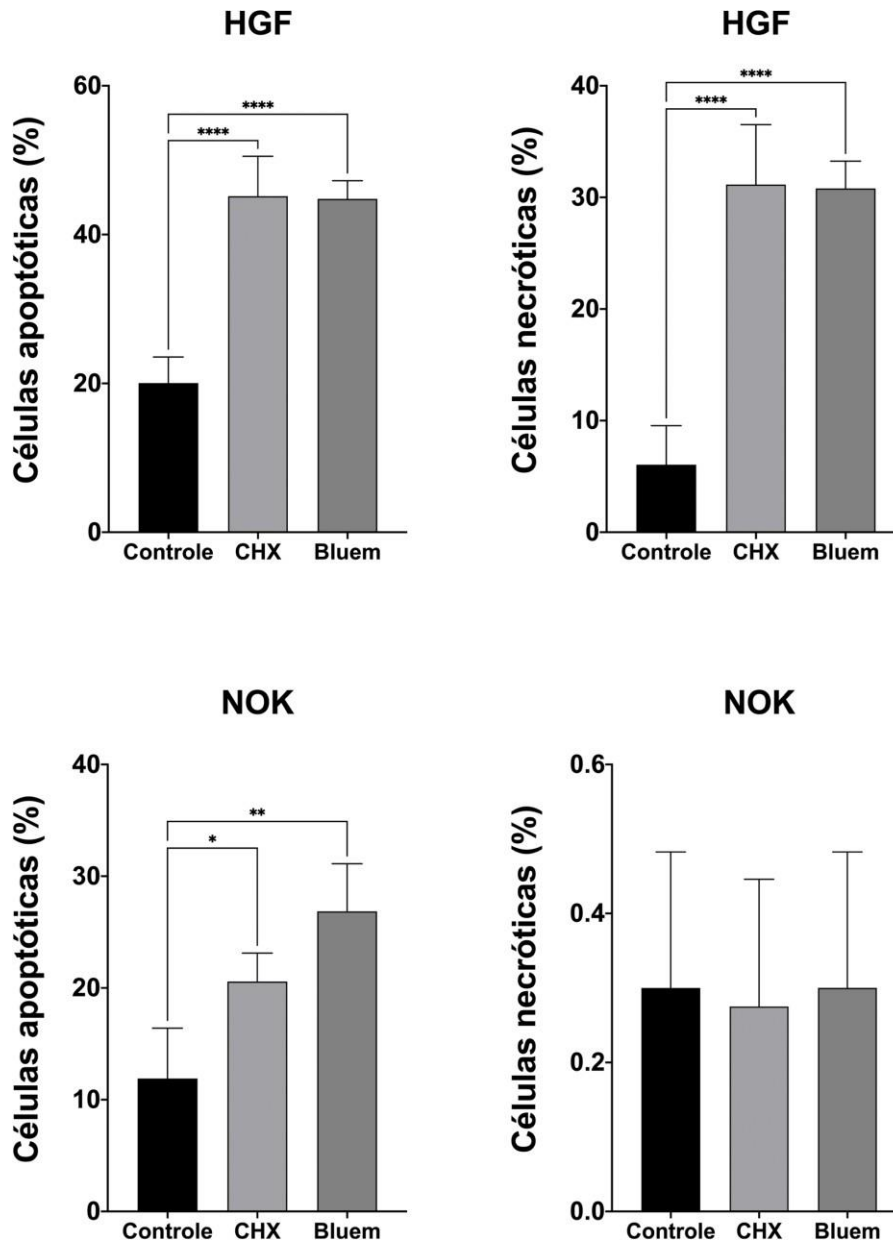 HGF
Células apoptóticas (%)
60
40
20
0
****
****
Controle CHX Bluem
HGF
Células necróticas (%)
40
30
20
10
0
****
****
Controle CHX Bluem
NOK
Células apoptóticas (%)
40
30
20
10
0
**
*
Controle CHX Bluem
NOK
Células necróticas (%)
0.6
0.4
0.2
0.0
Controle CHX Bluem